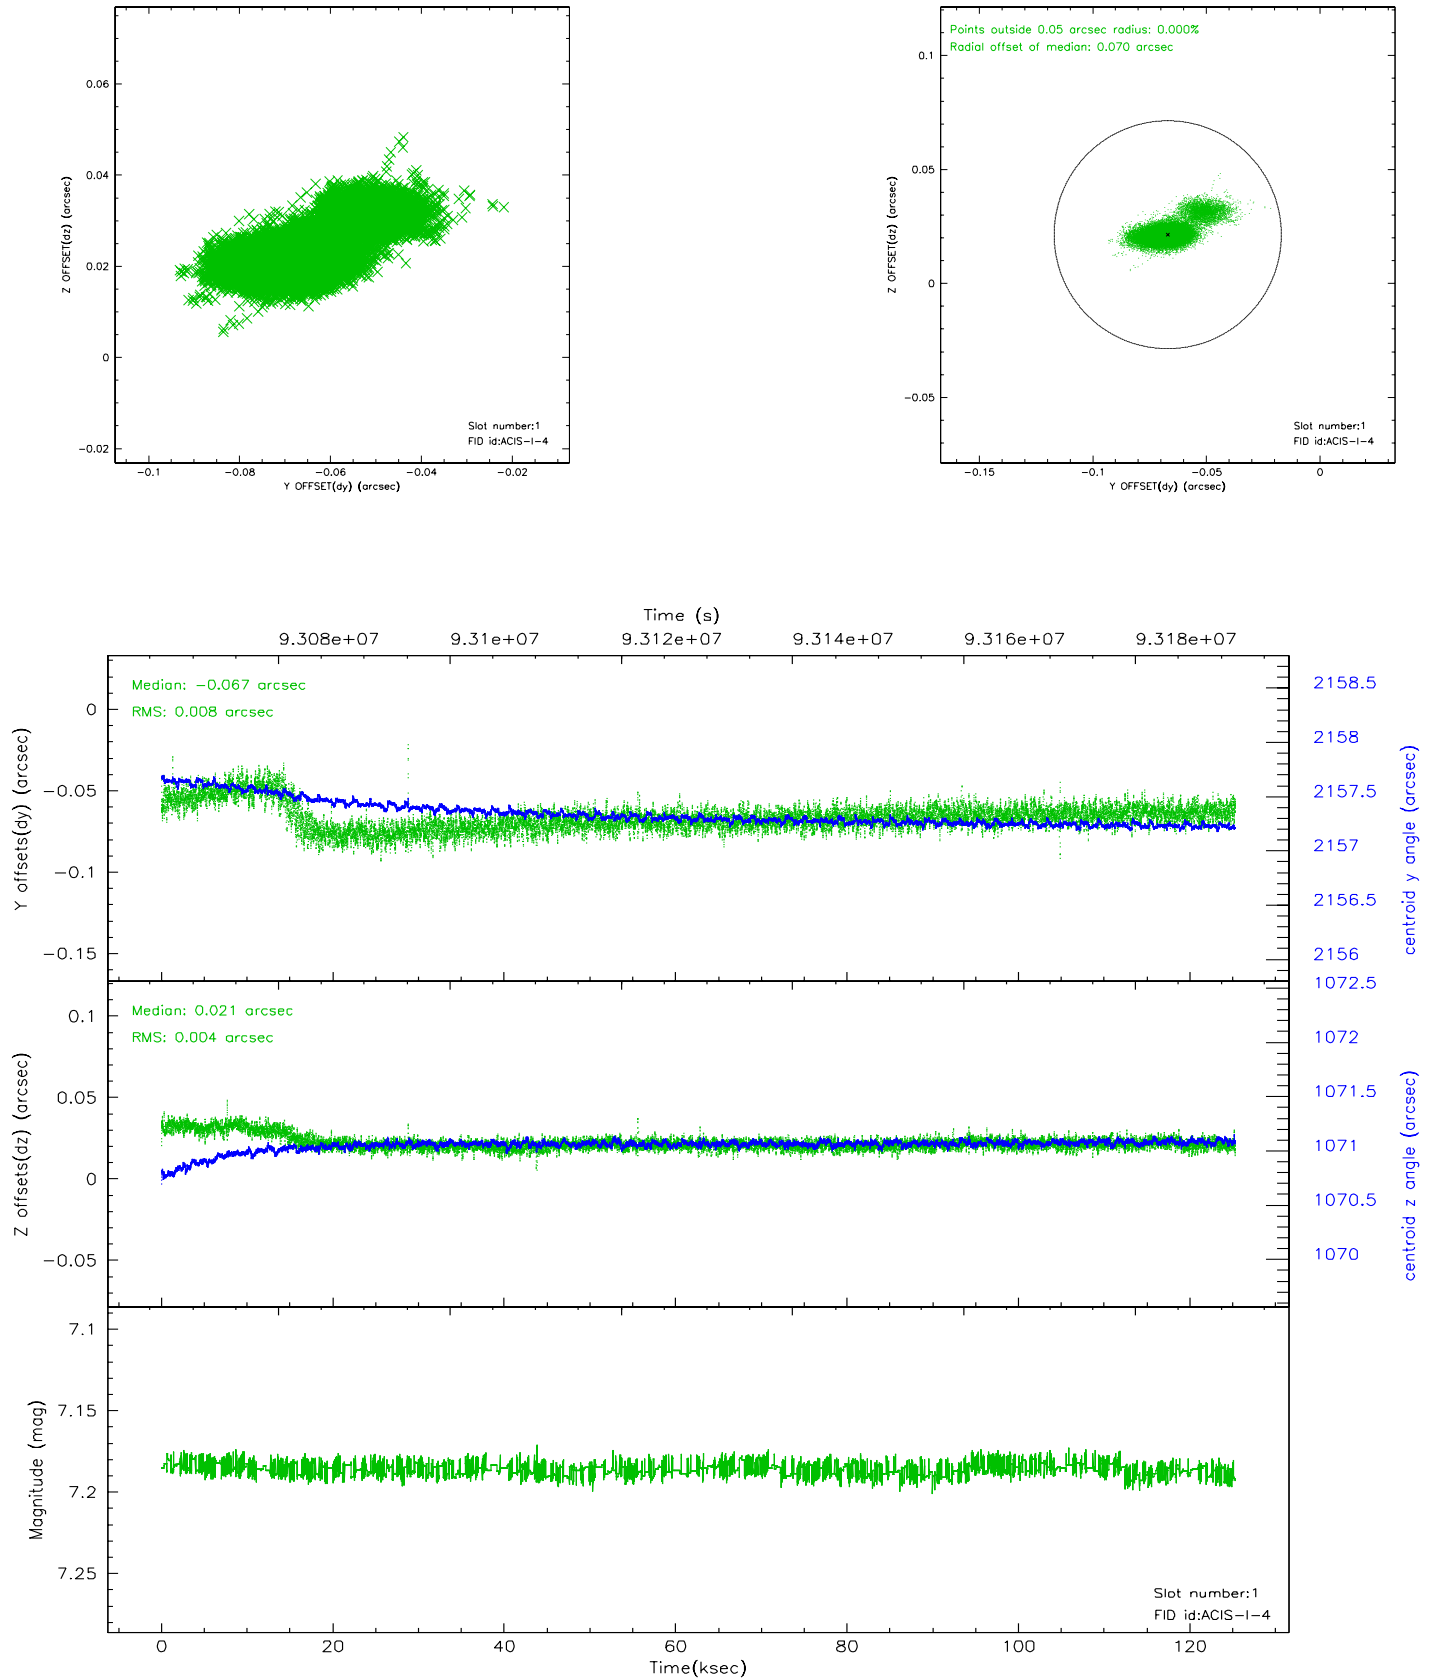 0.06
0.04
0.02
0
−0.02
Z OFFSET(dz) (arcsec)
Slot number:1
FID id:ACIS−I−4
−0.1 −0.08 −0.06 −0.04 −0.02
Y OFFSET(dy) (arcsec)
Points outside 0.05 arcsec radius: 0.000%
Radial offset of median: 0.070 arcsec
0.1
0.05
0
−0.05
Z OFFSET(dz) (arcsec)
Slot number:1
FID id:ACIS−I−4
−0.15 −0.1 −0.05 0
Y OFFSET(dy) (arcsec)
Time (s)
9.308e+07 9.31e+07 9.312e+07 9.314e+07 9.316e+07 9.318e+07
Median: −0.067 arcsec
RMS: 0.008 arcsec
0
−0.05
−0.1
−0.15
Y offsets(dy) (arcsec)
2158.5
2158
2157.5
2157
2156.5
2156
centroid y angle (arcsec)
Median: 0.021 arcsec
RMS: 0.004 arcsec
0.1
0.05
0
−0.05
Z offsets(dz) (arcsec)
1072.5
1072
1071.5
1071
1070.5
1070
centroid z angle (arcsec)
7.1
7.15
7.2
7.25
Magnitude (mag)
Slot number:1
FID id:ACIS−I−4
0 20 40 60 80 100 120
Time(ksec)